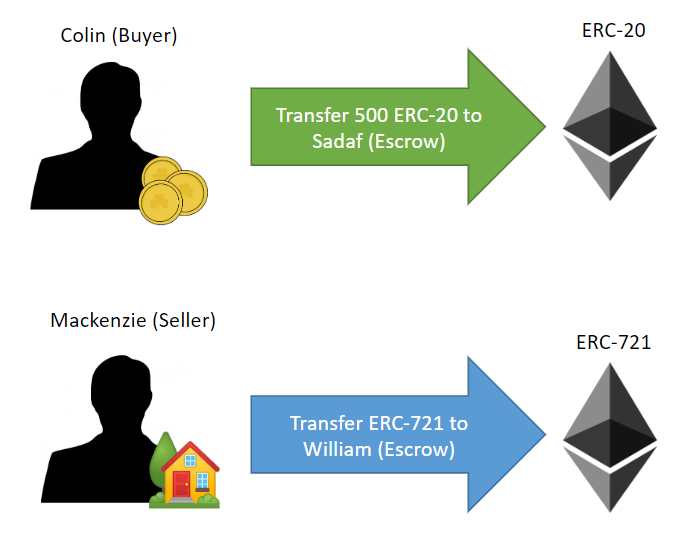 Colin (Buyer)
ERC-20
Transfer 500 ERC-20 to
Sadaf (Escrow)
Mackenzie (Seller)
ERC-721
Transfer ERC-721 to
William (Escrow)